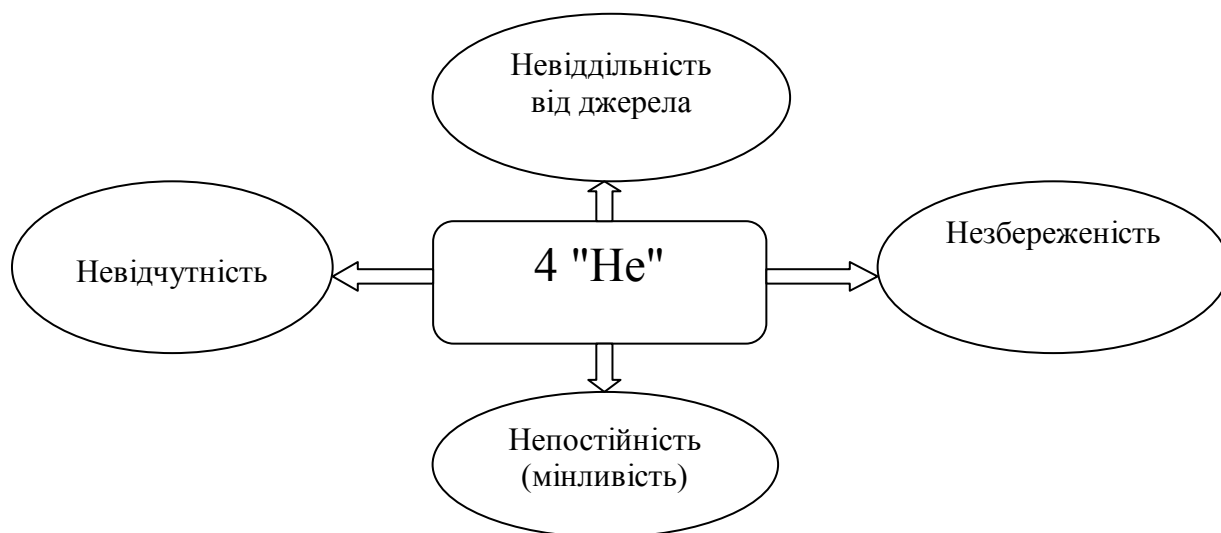 Невіддільність
від джерела
Невідчутність
4 "Не"
Незбереженість
Непостійність
(мінливість)